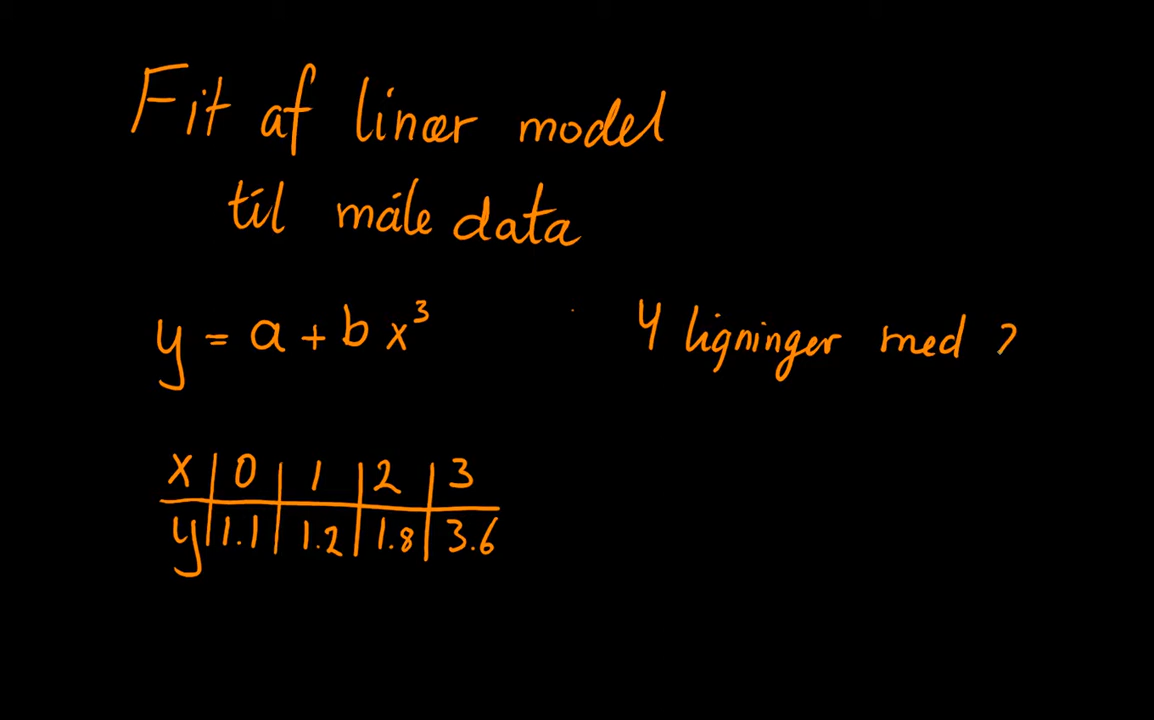 Fit af linær model
til måle data
y = a + b x³
4 ligninger med 2
x | 0 | 1 | 2 | 3
y | 1.1 | 1.2 | 1.8 | 3.6